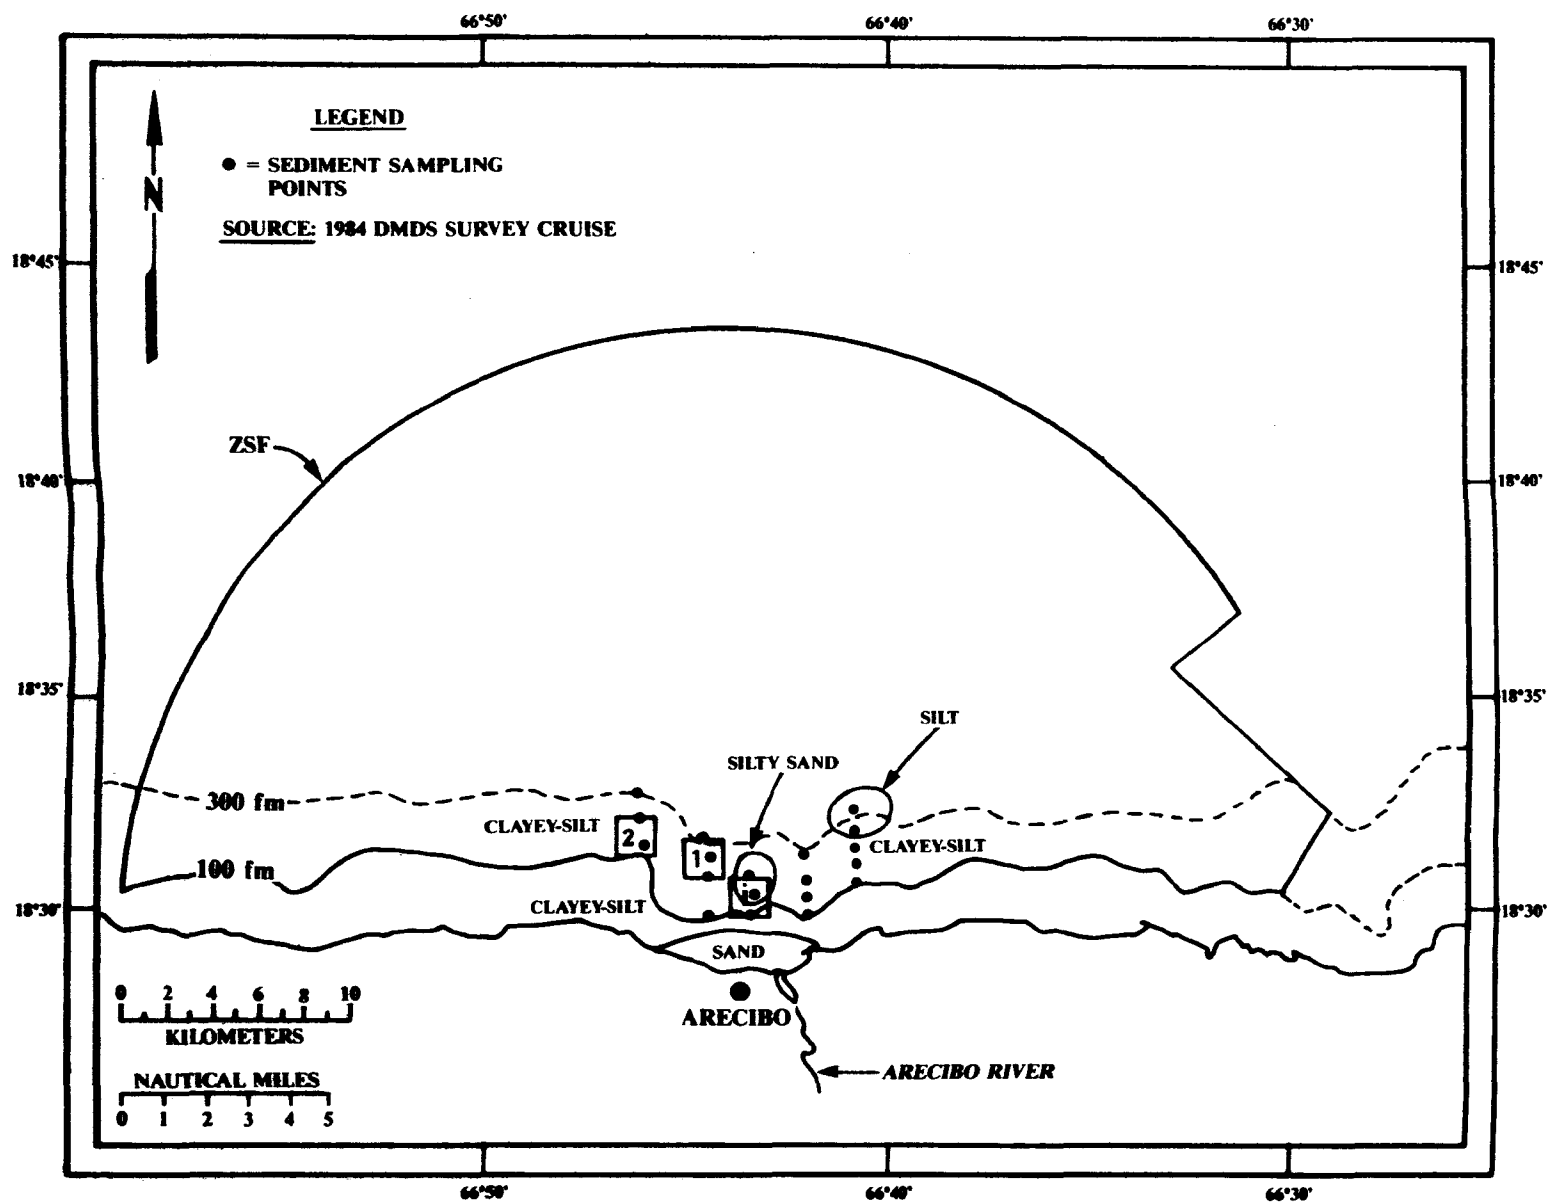 66°50'
66°40'
66°30'
LEGEND
● = SEDIMENT SAMPLING
POINTS
N
SOURCE: 1984 DMDS SURVEY CRUISE
18°45'
18°45'
ZSF
18°40'
18°40'
18°35'
18°35'
SILT
SILTY SAND
300 fm
CLAYEY-SILT
2
1
CLAYEY-SILT
100 fm
CLAYEY-SILT
18°30'
18°30'
SAND
0 2 4 6 8 10
KILOMETERS
ARECIBO
ARECIBO RIVER
NAUTICAL MILES
0 1 2 3 4 5
66°50'
66°40'
66°30'